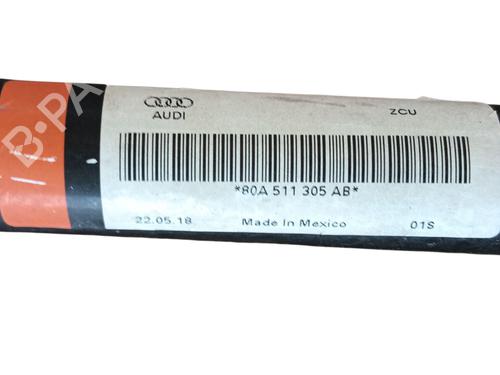 AUDI
ZCU
*80A 511 305 AB*
22.05.18 Made In Mexico 01S
B-PA